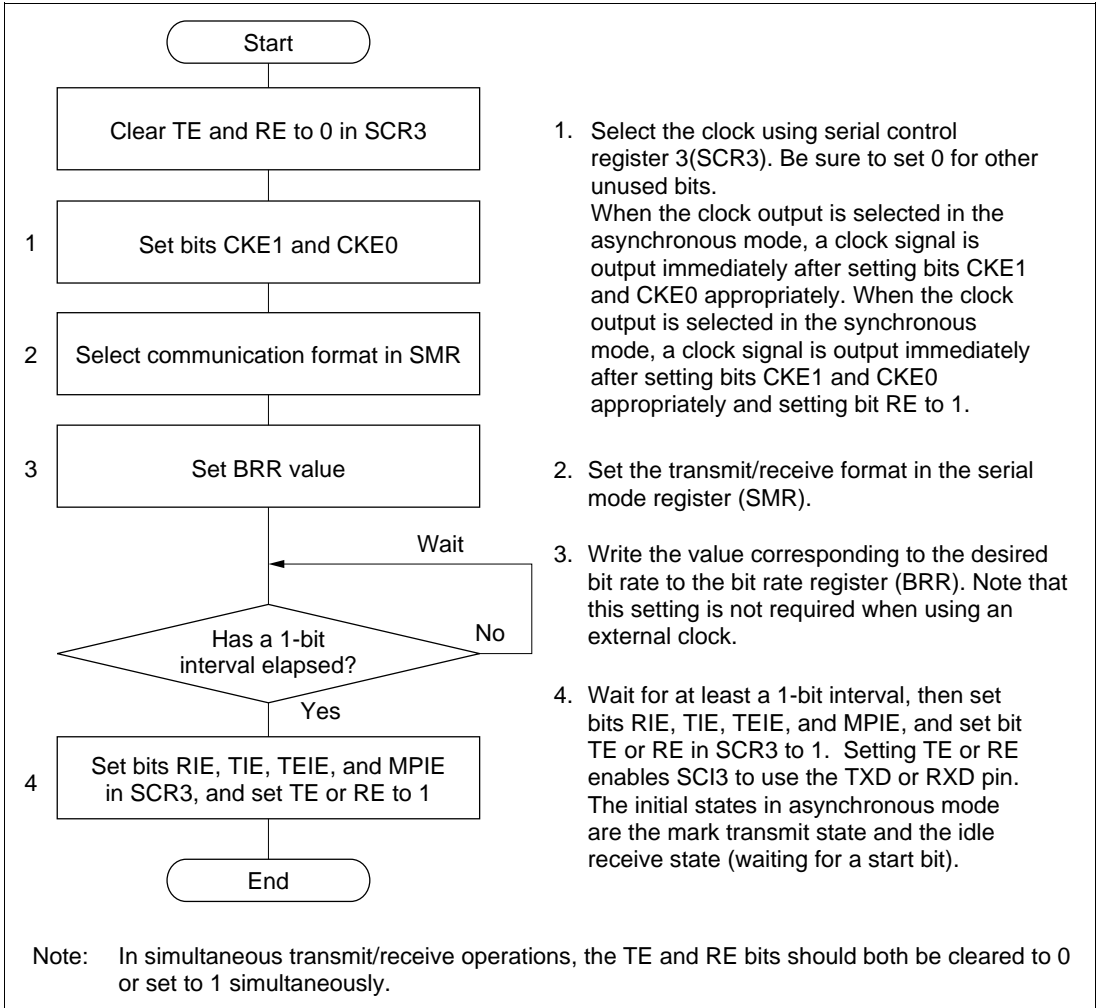 Start
Clear TE and RE to 0 in SCR3
1
Set bits CKE1 and CKE0
2
Select communication format in SMR
3
Set BRR value
Wait
Has a 1-bit
interval elapsed?
No
Yes
4
Set bits RIE, TIE, TEIE, and MPIE
in SCR3, and set TE or RE to 1
End
1. Select the clock using serial control
register 3(SCR3). Be sure to set 0 for other
unused bits.
When the clock output is selected in the
asynchronous mode, a clock signal is
output immediately after setting bits CKE1
and CKE0 appropriately. When the clock
output is selected in the synchronous
mode, a clock signal is output immediately
after setting bits CKE1 and CKE0
appropriately and setting bit RE to 1.
2. Set the transmit/receive format in the serial
mode register (SMR).
3. Write the value corresponding to the desired
bit rate to the bit rate register (BRR). Note that
this setting is not required when using an
external clock.
4. Wait for at least a 1-bit interval, then set
bits RIE, TIE, TEIE, and MPIE, and set bit
TE or RE in SCR3 to 1. Setting TE or RE
enables SCI3 to use the TXD or RXD pin.
The initial states in asynchronous mode
are the mark transmit state and the idle
receive state (waiting for a start bit).
Note: In simultaneous transmit/receive operations, the TE and RE bits should both be cleared to 0
or set to 1 simultaneously.